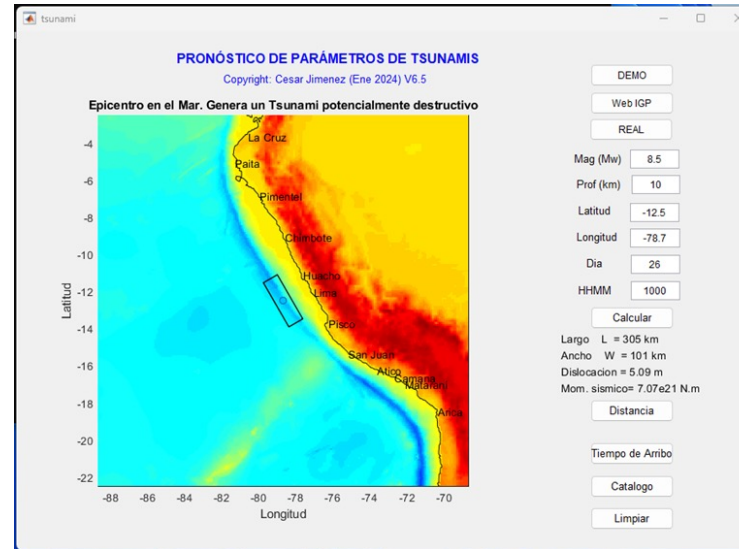 tsunami
PRONÓSTICO DE PARÁMETROS DE TSUNAMIS
Copyright: Cesar Jimenez (Ene 2024) V6.5
Epicentro en el Mar. Genera un Tsunami potencialmente destructivo
La Cruz
Paita
Pimentel
Chimbote
Huacho
Lima
Pisco
San Juan
Atico
Camana
Matarani
Arica
-4
-6
-8
-10
-12
-14
-16
-18
-20
-22
Latitud
-88 -86 -84 -82 -80 -78 -76 -74 -72 -70
Longitud
DEMO
Web IGP
REAL
Mag (Mw) 8.5
Prof (km) 10
Latitud -12.5
Longitud -78.7
Dia 26
HHMM 1000
Calcular
Largo L = 305 km
Ancho W = 101 km
Dislocacion = 5.09 m
Mom. sismico= 7.07e21 N.m
Distancia
Tiempo de Arribo
Catalogo
Limpiar